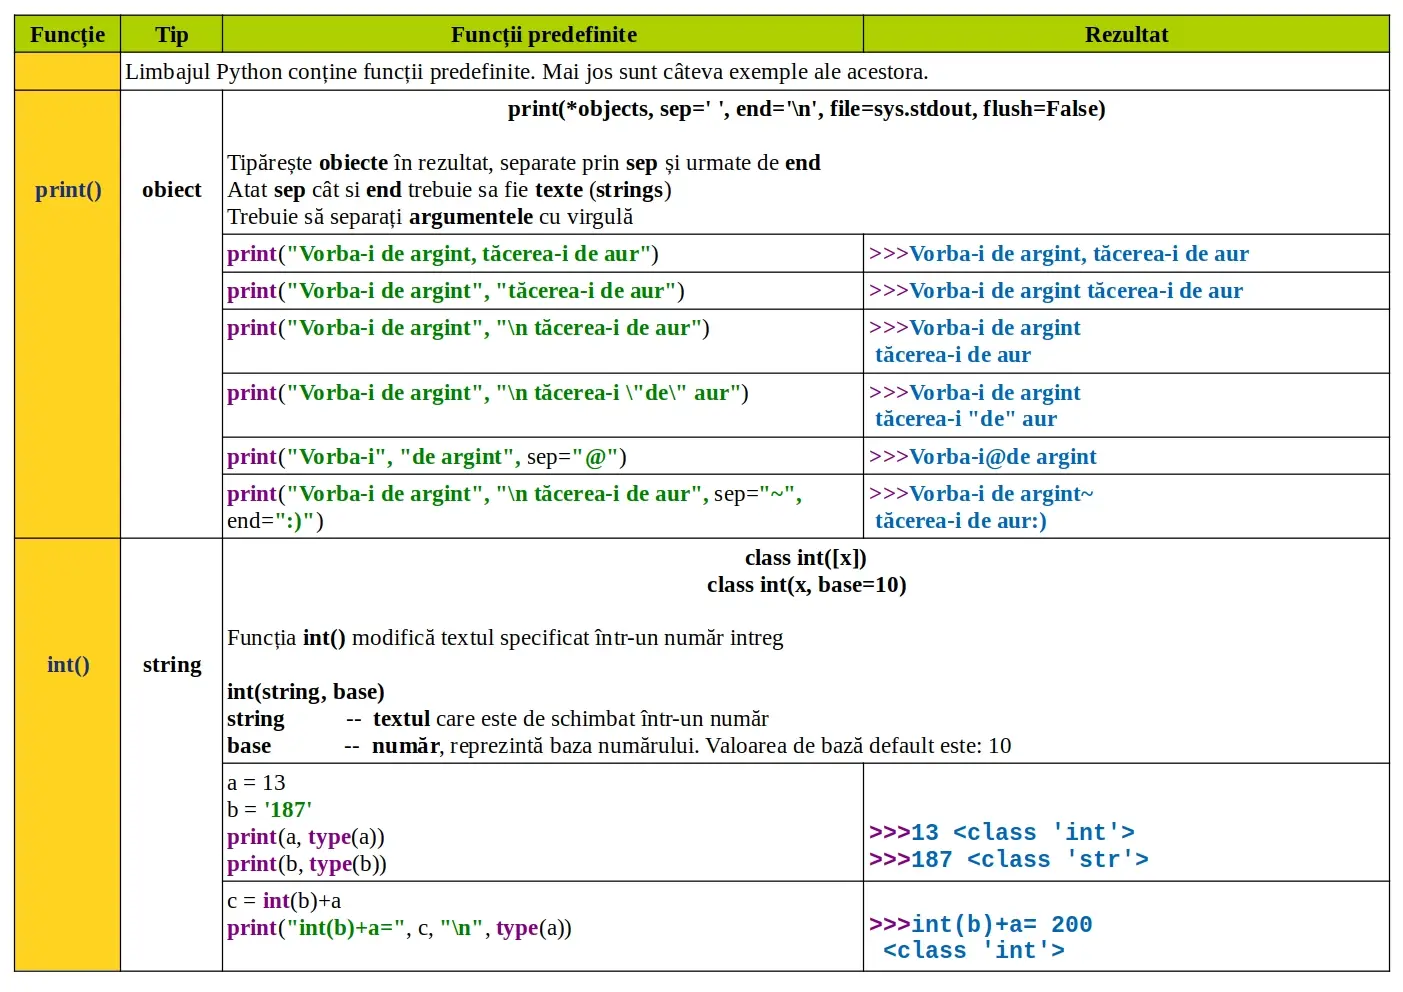 Funcție Tip Funcții predefinite Rezultat
Limbajul Python conține funcții predefinite. Mai jos sunt câteva exemple ale acestora.
print(*objects, sep=' ', end='\n', file=sys.stdout, flush=False)
Tipărește obiecte în rezultat, separate prin sep și urmate de end
print() obiect Atat sep cât si end trebuie sa fie texte (strings)
Trebuie să separați argumentele cu virgulă
print("Vorba-i de argint, tăcerea-i de aur") >>>Vorba-i de argint, tăcerea-i de aur
print("Vorba-i de argint", "tăcerea-i de aur") >>>Vorba-i de argint tăcerea-i de aur
print("Vorba-i de argint", "\n tăcerea-i de aur") >>>Vorba-i de argint
tăcerea-i de aur
print("Vorba-i de argint", "\n tăcerea-i \"de\" aur") >>>Vorba-i de argint
tăcerea-i "de" aur
print("Vorba-i", "de argint", sep="@") >>>Vorba-i@de argint
print("Vorba-i de argint", "\n tăcerea-i de aur", sep="~", >>>Vorba-i de argint~
end=":)") tăcerea-i de aur:)
class int([x])
class int(x, base=10)
Funcția int() modifică textul specificat într-un număr intreg
int() string
int(string, base)
string -- textul care este de schimbat într-un număr
base -- număr, reprezintă baza numărului. Valoarea de bază default este: 10
a = 13
b = '187'
print(a, type(a)) >>>13 <class 'int'>
print(b, type(b)) >>>187 <class 'str'>
c = int(b)+a
print("int(b)+a=", c, "\n", type(a)) >>>int(b)+a= 200
<class 'int'>